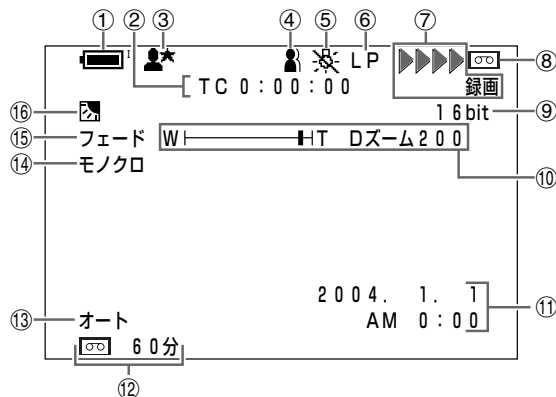 ① ② ③ ④ ⑤ ⑥ ⑦ ⑧
LP
TC 0:00:00
録画
16bit ⑨
⑯
⑮ フェード W T Dズーム200
⑩
⑭ モノクロ
2004. 1. 1
AM 0:00
⑪
⑬ オート
60分
⑫